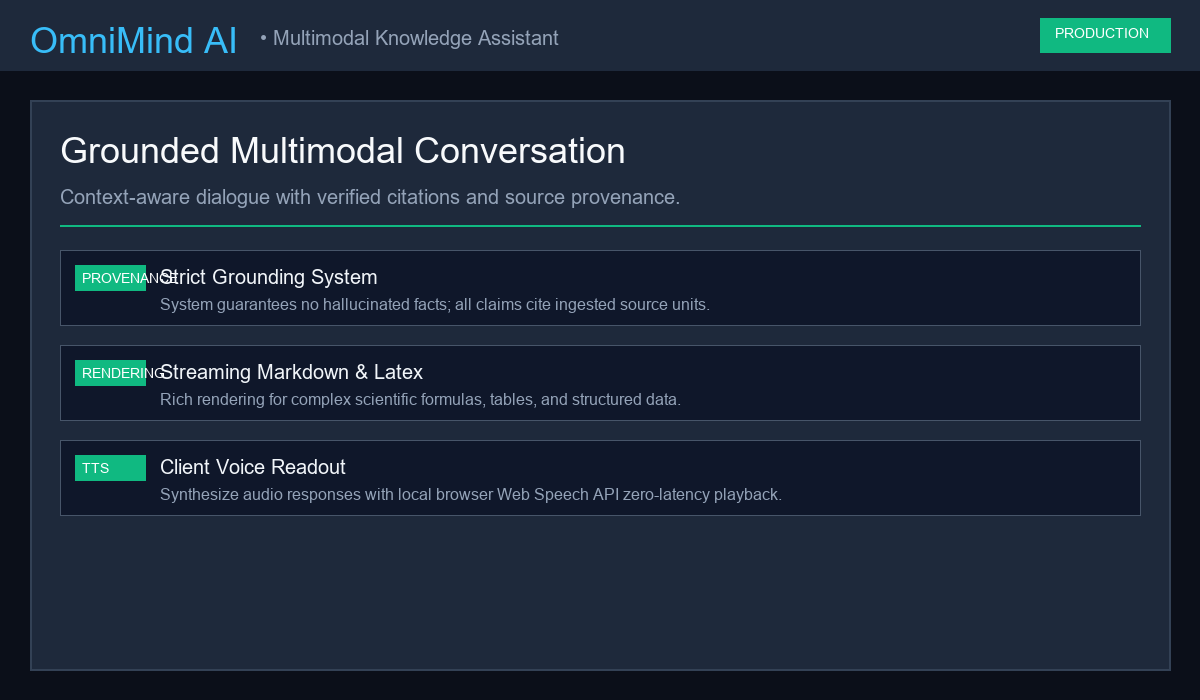 OmniMind AI • Multimodal Knowledge Assistant PRODUCTION
Grounded Multimodal Conversation
Context-aware dialogue with verified citations and source provenance.
PROVENANCE Strict Grounding System
System guarantees no hallucinated facts; all claims cite ingested source units.
RENDERING Streaming Markdown & Latex
Rich rendering for complex scientific formulas, tables, and structured data.
TTS Client Voice Readout
Synthesize audio responses with local browser Web Speech API zero-latency playback.